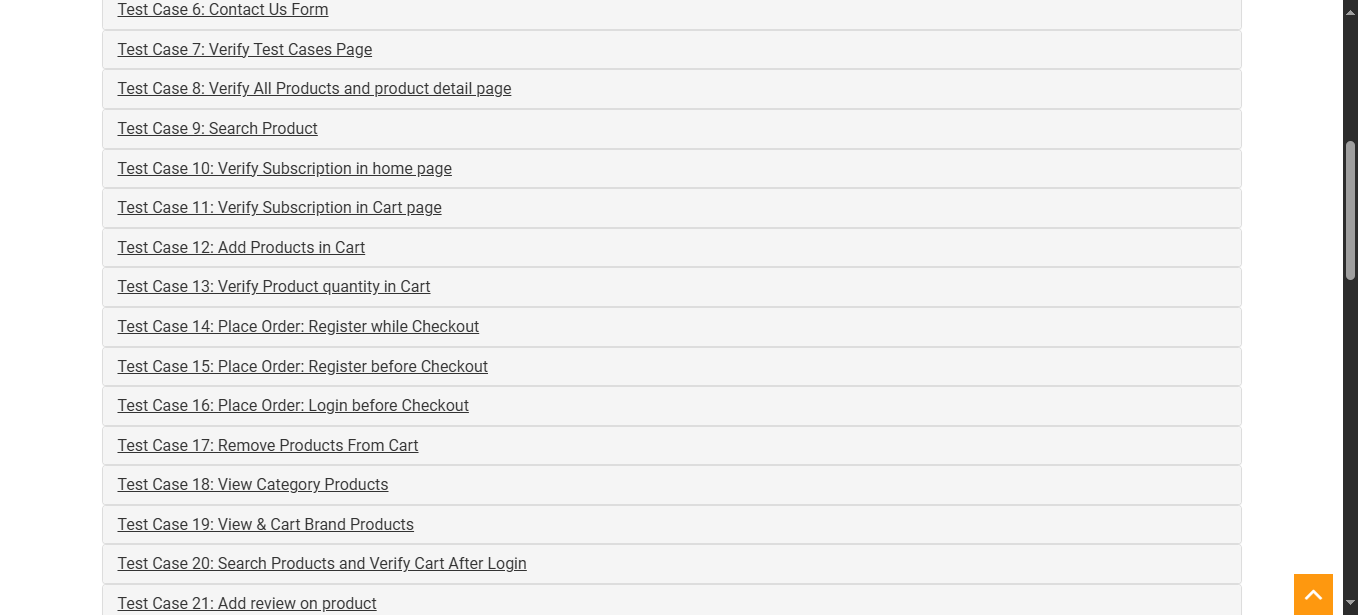 Test Case 6: Contact Us Form
Test Case 7: Verify Test Cases Page
Test Case 8: Verify All Products and product detail page
Test Case 9: Search Product
Test Case 10: Verify Subscription in home page
Test Case 11: Verify Subscription in Cart page
Test Case 12: Add Products in Cart
Test Case 13: Verify Product quantity in Cart
Test Case 14: Place Order: Register while Checkout
Test Case 15: Place Order: Register before Checkout
Test Case 16: Place Order: Login before Checkout
Test Case 17: Remove Products From Cart
Test Case 18: View Category Products
Test Case 19: View & Cart Brand Products
Test Case 20: Search Products and Verify Cart After Login
Test Case 21: Add review on product